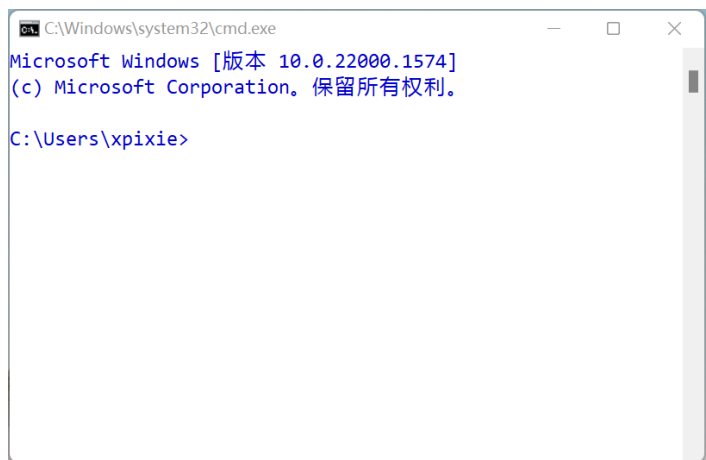 C:\Windows\system32\cmd.exe
Microsoft Windows [版本 10.0.22000.1574]
(c) Microsoft Corporation。保留所有权利。
C:\Users\xpixie>